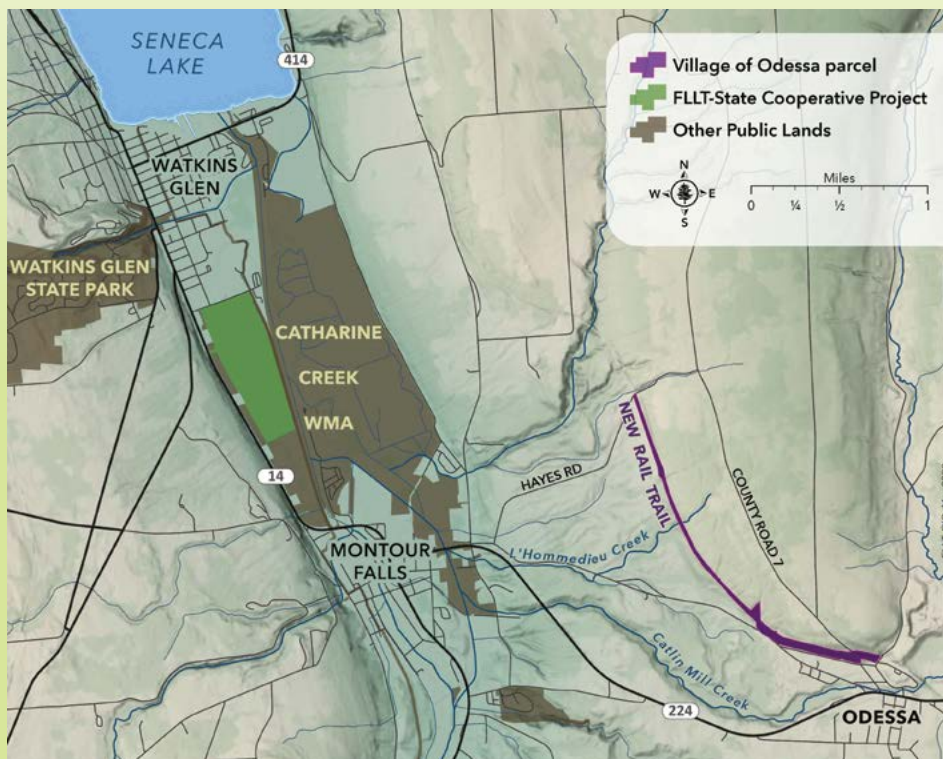 SENECA
LAKE
414
Village of Odessa parcel
FLLT-State Cooperative Project
Other Public Lands
N
W E
S
Miles
0 ¼ ½ 1
WATKINS
GLEN
WATKINS GLEN
STATE PARK
CATHARINE
CREEK
WMA
14
HAYES RD
NEW RAIL TRAIL
COUNTY ROAD 7
L'Hommedieu Creek
MONTOUR
FALLS
Catlin Mill Creek
224
ODESSA